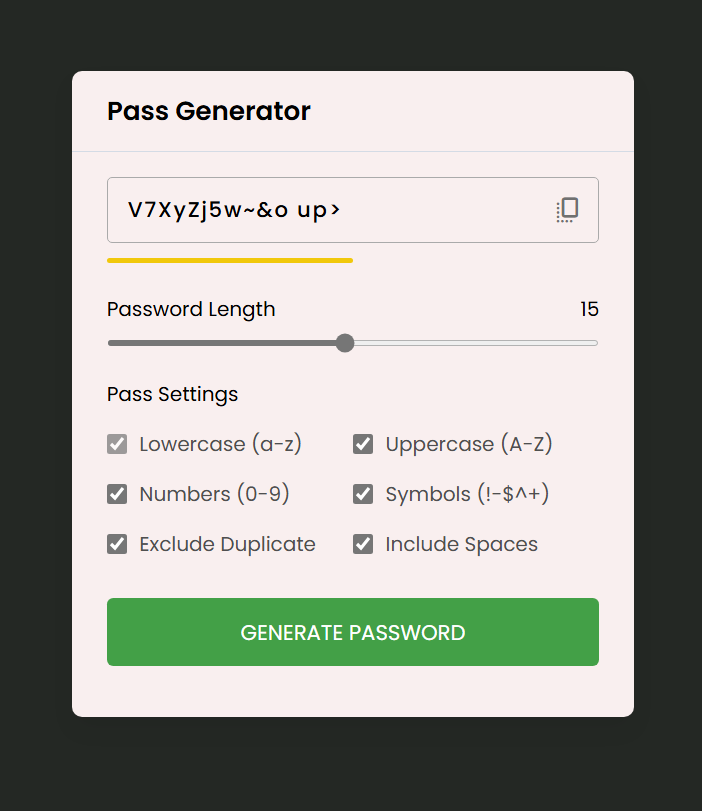 Pass Generator
V7XyZj5w~&o up>
Password Length 15
Pass Settings
Lowercase (a-z) Uppercase (A-Z)
Numbers (0-9) Symbols (!-$^+)
Exclude Duplicate Include Spaces
GENERATE PASSWORD